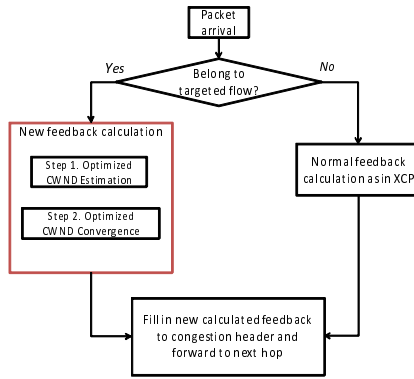 Packet
arrival
Yes
No
Belong to
targeted flow?
New feedback calculation
Step 1. Optimized
CWND Estimation
Step 2. Optimized
CWND Convergence
Normal feedback
calculation as in XCP
Fill in new calculated feedback
to congestion header and
forward to next hop